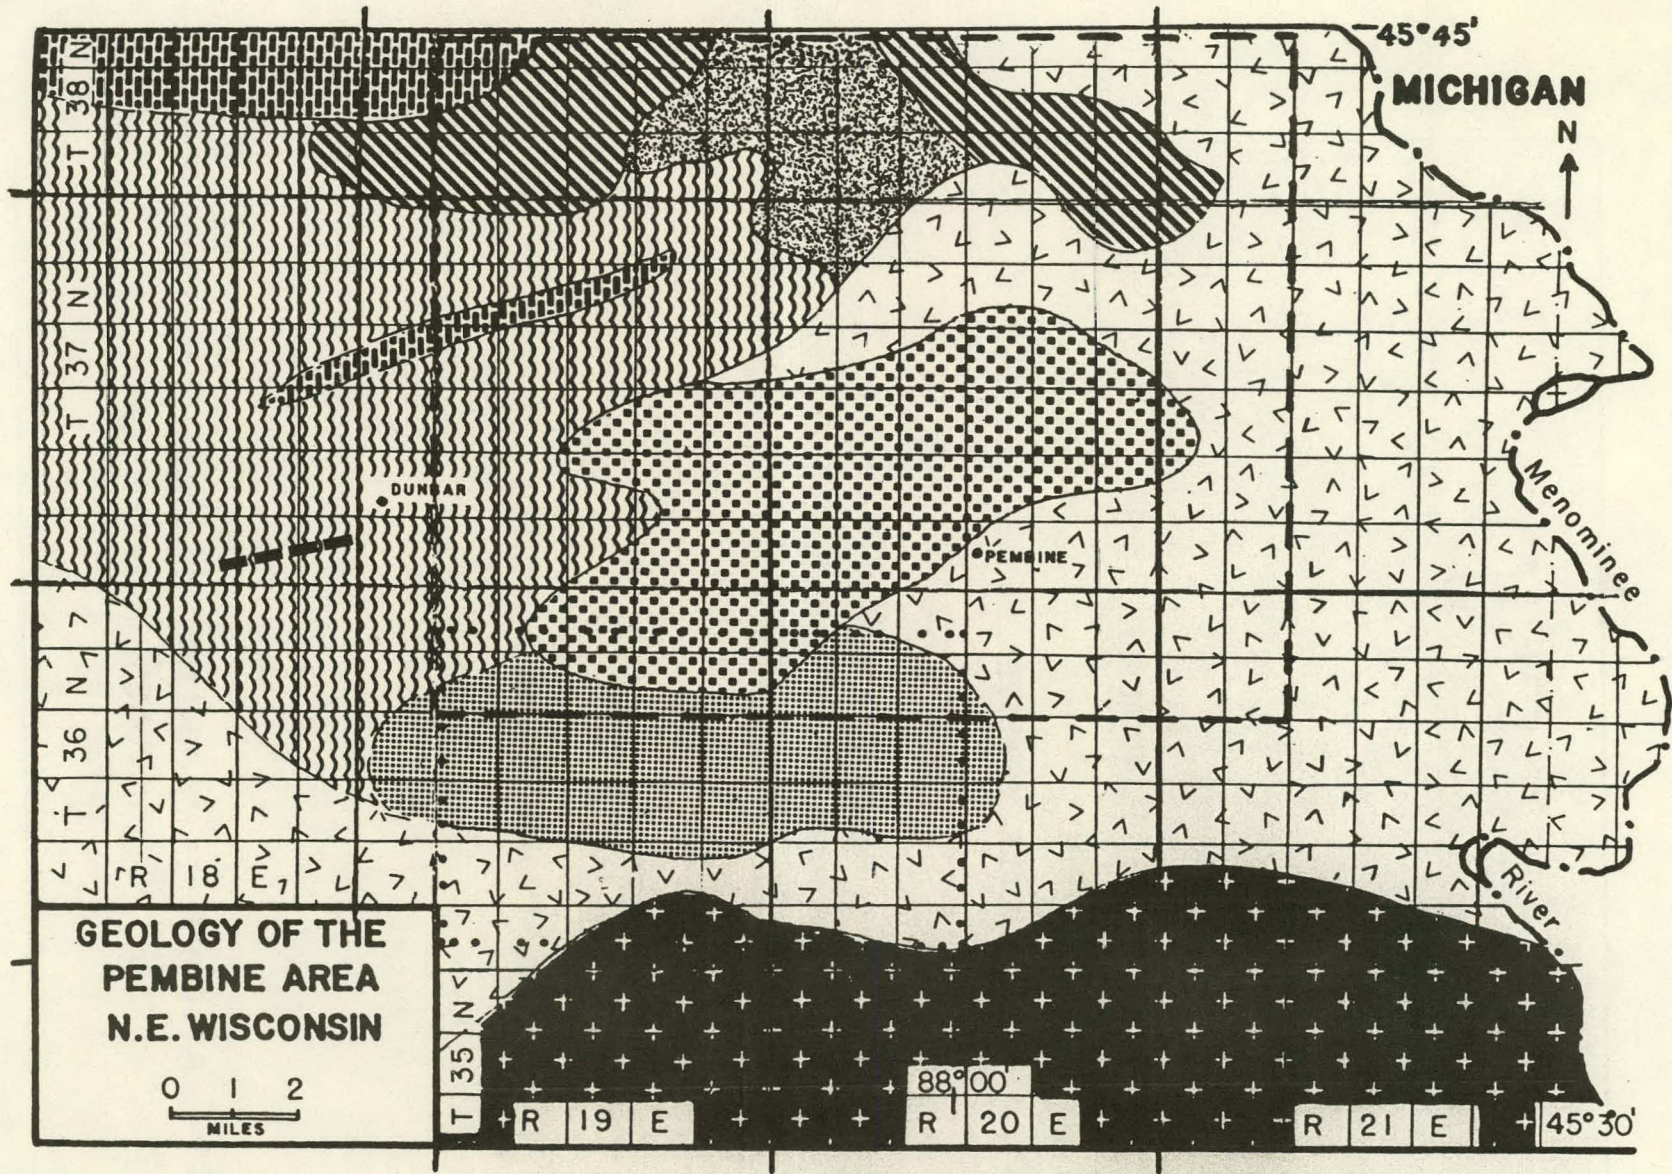 45°45'
MICHIGAN
N
T 38 N
T 37 N
DUNBAR
PEMBINE
Menominee
River
T 36 N
R 18 E
GEOLOGY OF THE
PEMBINE AREA
N.E. WISCONSIN
0 1 2
MILES
T 35 N
88°00'
R 19 E
R 20 E
R 21 E
45°30'